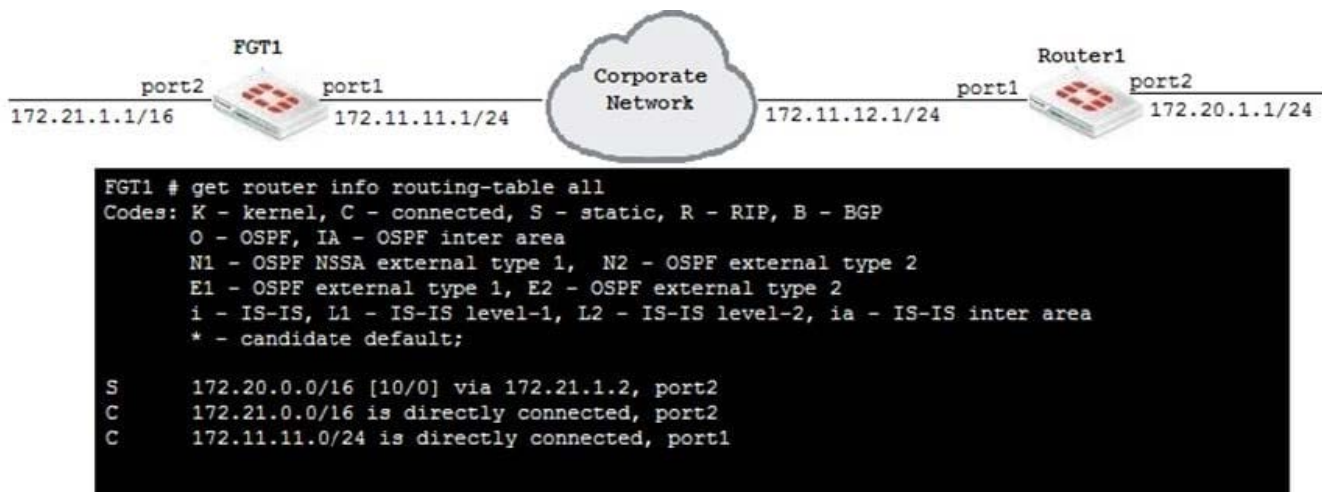 FGT1
port2
port1
172.21.1.1/16
172.11.11.1/24
Corporate
Network
Router1
port1
port2
172.11.12.1/24
172.20.1.1/24
FGT1 # get router info routing-table all
Codes: K - kernel, C - connected, S - static, R - RIP, B - BGP
O - OSPF, IA - OSPF inter area
N1 - OSPF NSSA external type 1, N2 - OSPF external type 2
E1 - OSPF external type 1, E2 - OSPF external type 2
i - IS-IS, L1 - IS-IS level-1, L2 - IS-IS level-2, ia - IS-IS inter area
* - candidate default;
S 172.20.0.0/16 [10/0] via 172.21.1.2, port2
C 172.21.0.0/16 is directly connected, port2
C 172.11.11.0/24 is directly connected, port1